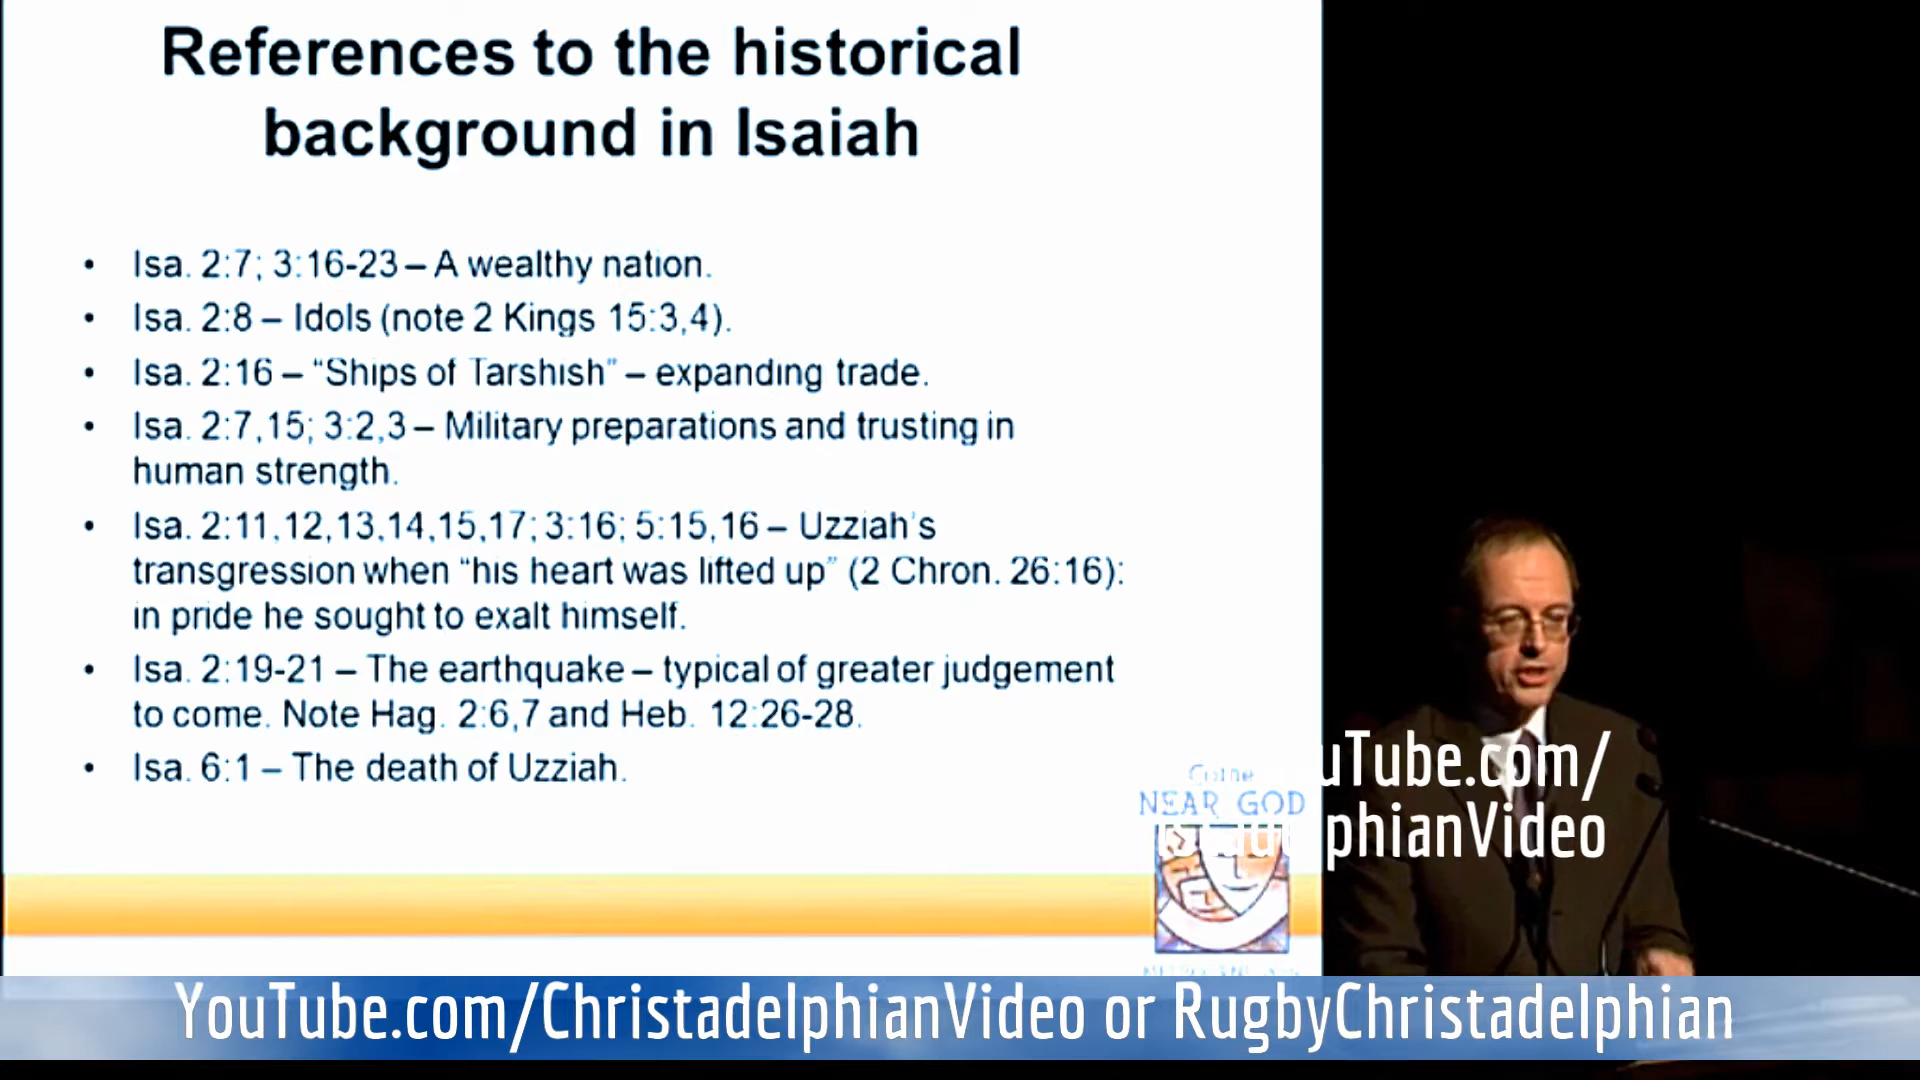 References to the historical
background in Isaiah
• Isa. 2:7; 3:16-23 – A wealthy nation.
• Isa. 2:8 – Idols (note 2 Kings 15:3,4).
• Isa. 2:16 – “Ships of Tarshish” – expanding trade.
• Isa. 2:7,15; 3:2,3 – Military preparations and trusting in
human strength.
• Isa. 2:11,12,13,14,15,17; 3:16; 5:15,16 – Uzziah's
transgression when “his heart was lifted up” (2 Chron. 26:16):
in pride he sought to exalt himself.
• Isa. 2:19-21 – The earthquake – typical of greater judgement
to come. Note Hag. 2:6,7 and Heb. 12:26-28.
• Isa. 6:1 – The death of Uzziah.
Come
NEAR GOD
uTube.com/
phianVideo
YouTube.com/ChristadelphianVideo or RugbyChristadelphian